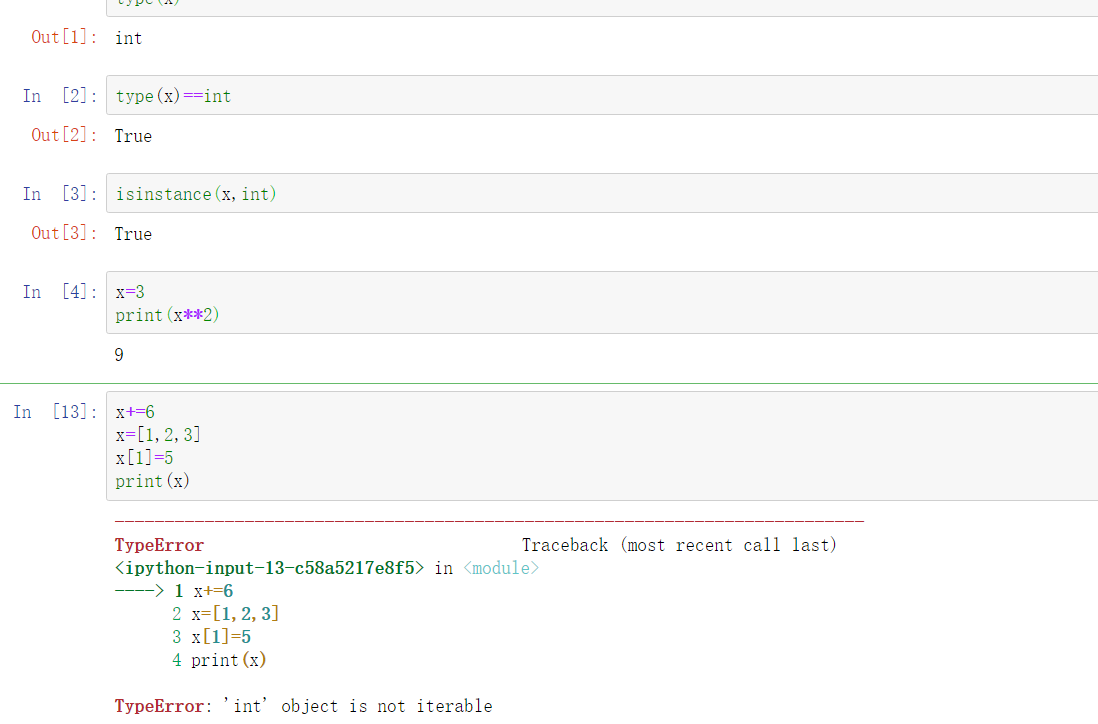 type(x)
Out[1]: int
In [2]: type(x)==int
Out[2]: True
In [3]: isinstance(x,int)
Out[3]: True
In [4]: x=3
print(x**2)
9
In [13]: x+=6
x=[1,2,3]
x[1]=5
print(x)
---------------------------------------------------------------------------
TypeError Traceback (most recent call last)
<ipython-input-13-c58a5217e8f5> in <module>
----> 1 x+=6
2 x=[1,2,3]
3 x[1]=5
4 print(x)
TypeError: 'int' object is not iterable